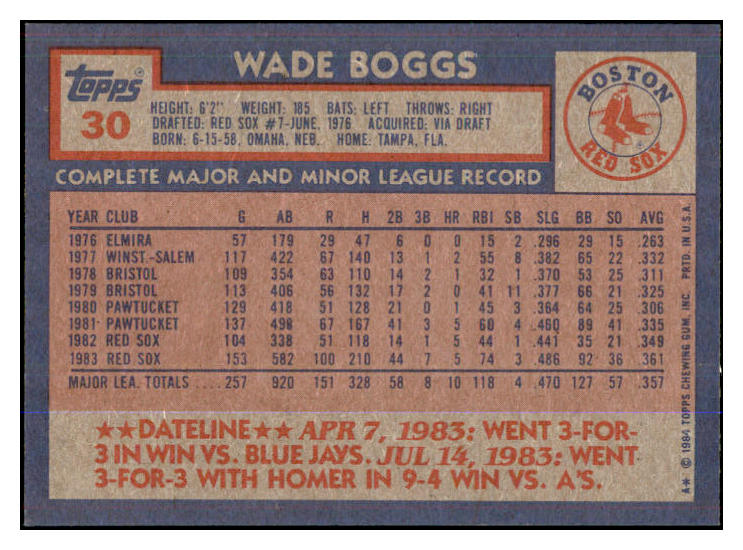 WADE BOGGS
topps
30
HEIGHT: 6'2" WEIGHT: 185 BATS: LEFT THROWS: RIGHT
DRAFTED: RED SOX #7-JUNE, 1976 ACQUIRED: VIA DRAFT
BORN: 6-15-58, OMAHA, NEB. HOME: TAMPA, FLA.
BOSTON
RED SOX
COMPLETE MAJOR AND MINOR LEAGUE RECORD
YEAR CLUB G AB R H 2B 3B HR RBI SB SLG BB SO AVG
1976 ELMIRA 57 179 29 47 6 0 0 15 2 .296 29 15 .263
1977 WINST.-SALEM 117 422 67 140 13 1 2 55 8 .382 65 22 .332
1978 BRISTOL 109 354 63 110 14 2 1 32 1 .370 53 25 .311
1979 BRISTOL 113 406 56 132 17 2 0 41 11 .377 66 21 .325
1980 PAWTUCKET 129 418 51 128 21 0 1 45 3 .364 64 25 .306
1981 PAWTUCKET 137 498 67 167 41 3 5 60 4 .460 89 41 .335
1982 RED SOX 104 338 51 118 14 1 5 44 1 .441 35 21 .349
1983 RED SOX 153 582 100 210 44 7 5 74 3 .486 92 36 .361
MAJOR LEA. TOTALS .... 257 920 151 328 58 8 10 118 4 .470 127 57 .357
★★DATELINE★★ APR 7, 1983: WENT 3-FOR-
3 IN WIN VS. BLUE JAYS. JUL 14, 1983: WENT
3-FOR-3 WITH HOMER IN 9-4 WIN VS. A'S.
A* © 1984 TOPPS CHEWING GUM, INC. PRTD. IN U.S.A.